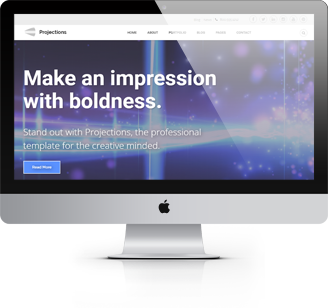 Projections
HOME ABOUT PORTFOLIO BLOG PAGES CONTACT
Make an impression
with boldness.
Stand out with Projections, the professional
template for the creative minded.
Read More